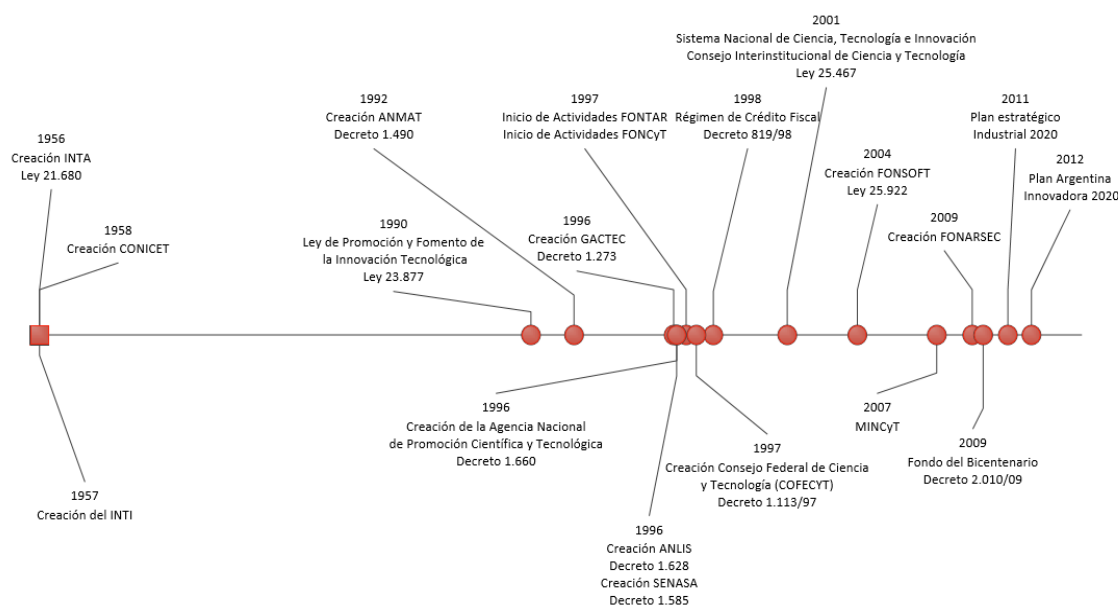 2001
Sistema Nacional de Ciencia, Tecnología e Innovación
Consejo Interinstitucional de Ciencia y Tecnología
Ley 25.467
1992
Creación ANMAT
Decreto 1.490
1997
Inicio de Actividades FONTAR
Inicio de Actividades FONCyT
1998
Régimen de Crédito Fiscal
Decreto 819/98
2011
Plan estratégico
Industrial 2020
1956
Creación INTA
Ley 21.680
2004
Creación FONSOFT
Ley 25.922
2012
Plan Argentina
Innovadora 2020
1958
Creación CONICET
1990
Ley de Promoción y Fomento de
la Innovación Tecnológica
Ley 23.877
1996
Creación GACTEC
Decreto 1.273
2009
Creación FONARSEC
1996
Creación de la Agencia Nacional
de Promoción Científica y Tecnológica
Decreto 1.660
2007
MINCyT
1997
Creación Consejo Federal de Ciencia
y Tecnología (COFECYT)
Decreto 1.113/97
2009
Fondo del Bicentenario
Decreto 2.010/09
1957
Creación del INTI
1996
Creación ANLIS
Decreto 1.628
Creación SENASA
Decreto 1.585